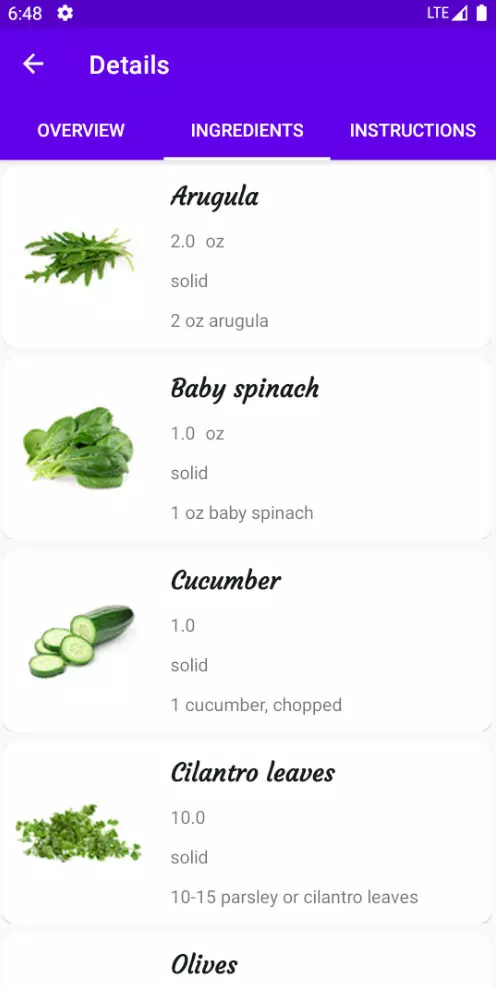 6:48 LTE
Details
OVERVIEW INGREDIENTS INSTRUCTIONS
Arugula
2.0 oz
solid
2 oz arugula
Baby spinach
1.0 oz
solid
1 oz baby spinach
Cucumber
1.0
solid
1 cucumber, chopped
Cilantro leaves
10.0
solid
10-15 parsley or cilantro leaves
Olives